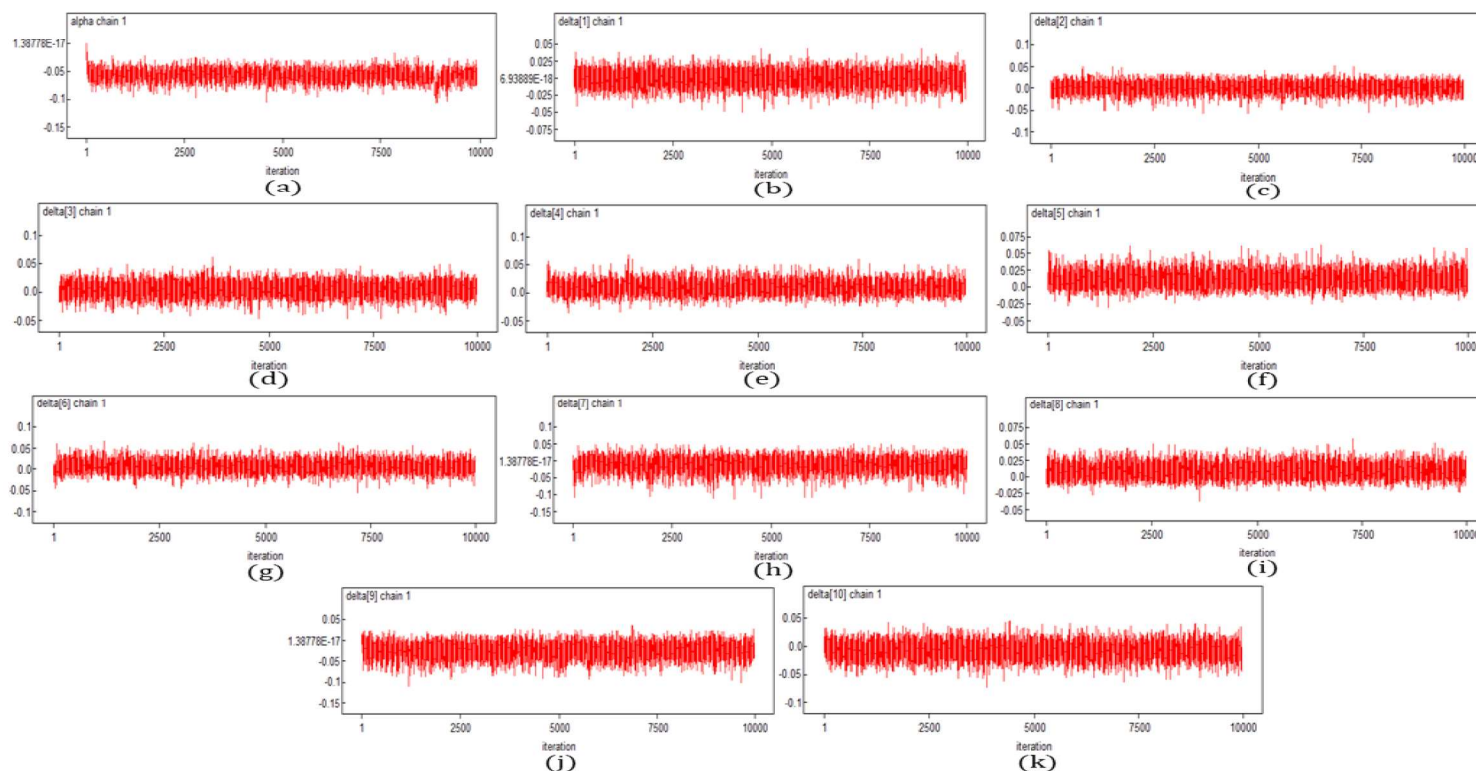 alpha chain 1
1.38778E-17
-0.05
-0.1
-0.15
1 2500 5000 7500 10000
iteration
(a)
delta[1] chain 1
0.05
0.025
6.93889E-18
-0.025
-0.05
-0.075
1 2500 5000 7500 10000
iteration
(b)
delta[2] chain 1
0.1
0.05
0.0
-0.05
-0.1
1 2500 5000 7500 10000
iteration
(c)
delta[3] chain 1
0.1
0.05
0.0
-0.05
1 2500 5000 7500 10000
iteration
(d)
delta[4] chain 1
0.1
0.05
0.0
-0.05
1 2500 5000 7500 10000
iteration
(e)
delta[5] chain 1
0.075
0.05
0.025
0.0
-0.025
-0.05
1 2500 5000 7500 10000
iteration
(f)
delta[6] chain 1
0.1
0.05
0.0
-0.05
-0.1
1 2500 5000 7500 10000
iteration
(g)
delta[7] chain 1
0.1
0.05
1.38778E-17
-0.05
-0.1
-0.15
1 2500 5000 7500 10000
iteration
(h)
delta[8] chain 1
0.075
0.05
0.025
0.0
-0.025
-0.05
1 2500 5000 7500 10000
iteration
(i)
delta[9] chain 1
0.05
1.38778E-17
-0.05
-0.1
-0.15
1 2500 5000 7500 10000
iteration
(j)
delta[10] chain 1
0.05
0.0
-0.05
-0.1
1 2500 5000 7500 10000
iteration
(k)